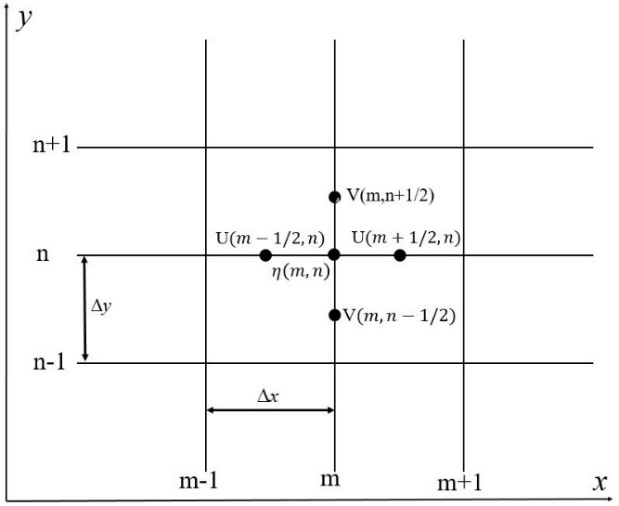 y
n+1
V(m,n+1/2)
U(m − 1/2, n) U(m + 1/2, n)
n
η(m, n)
Δy
V(m, n − 1/2)
n-1
Δx
m-1 m m+1 x